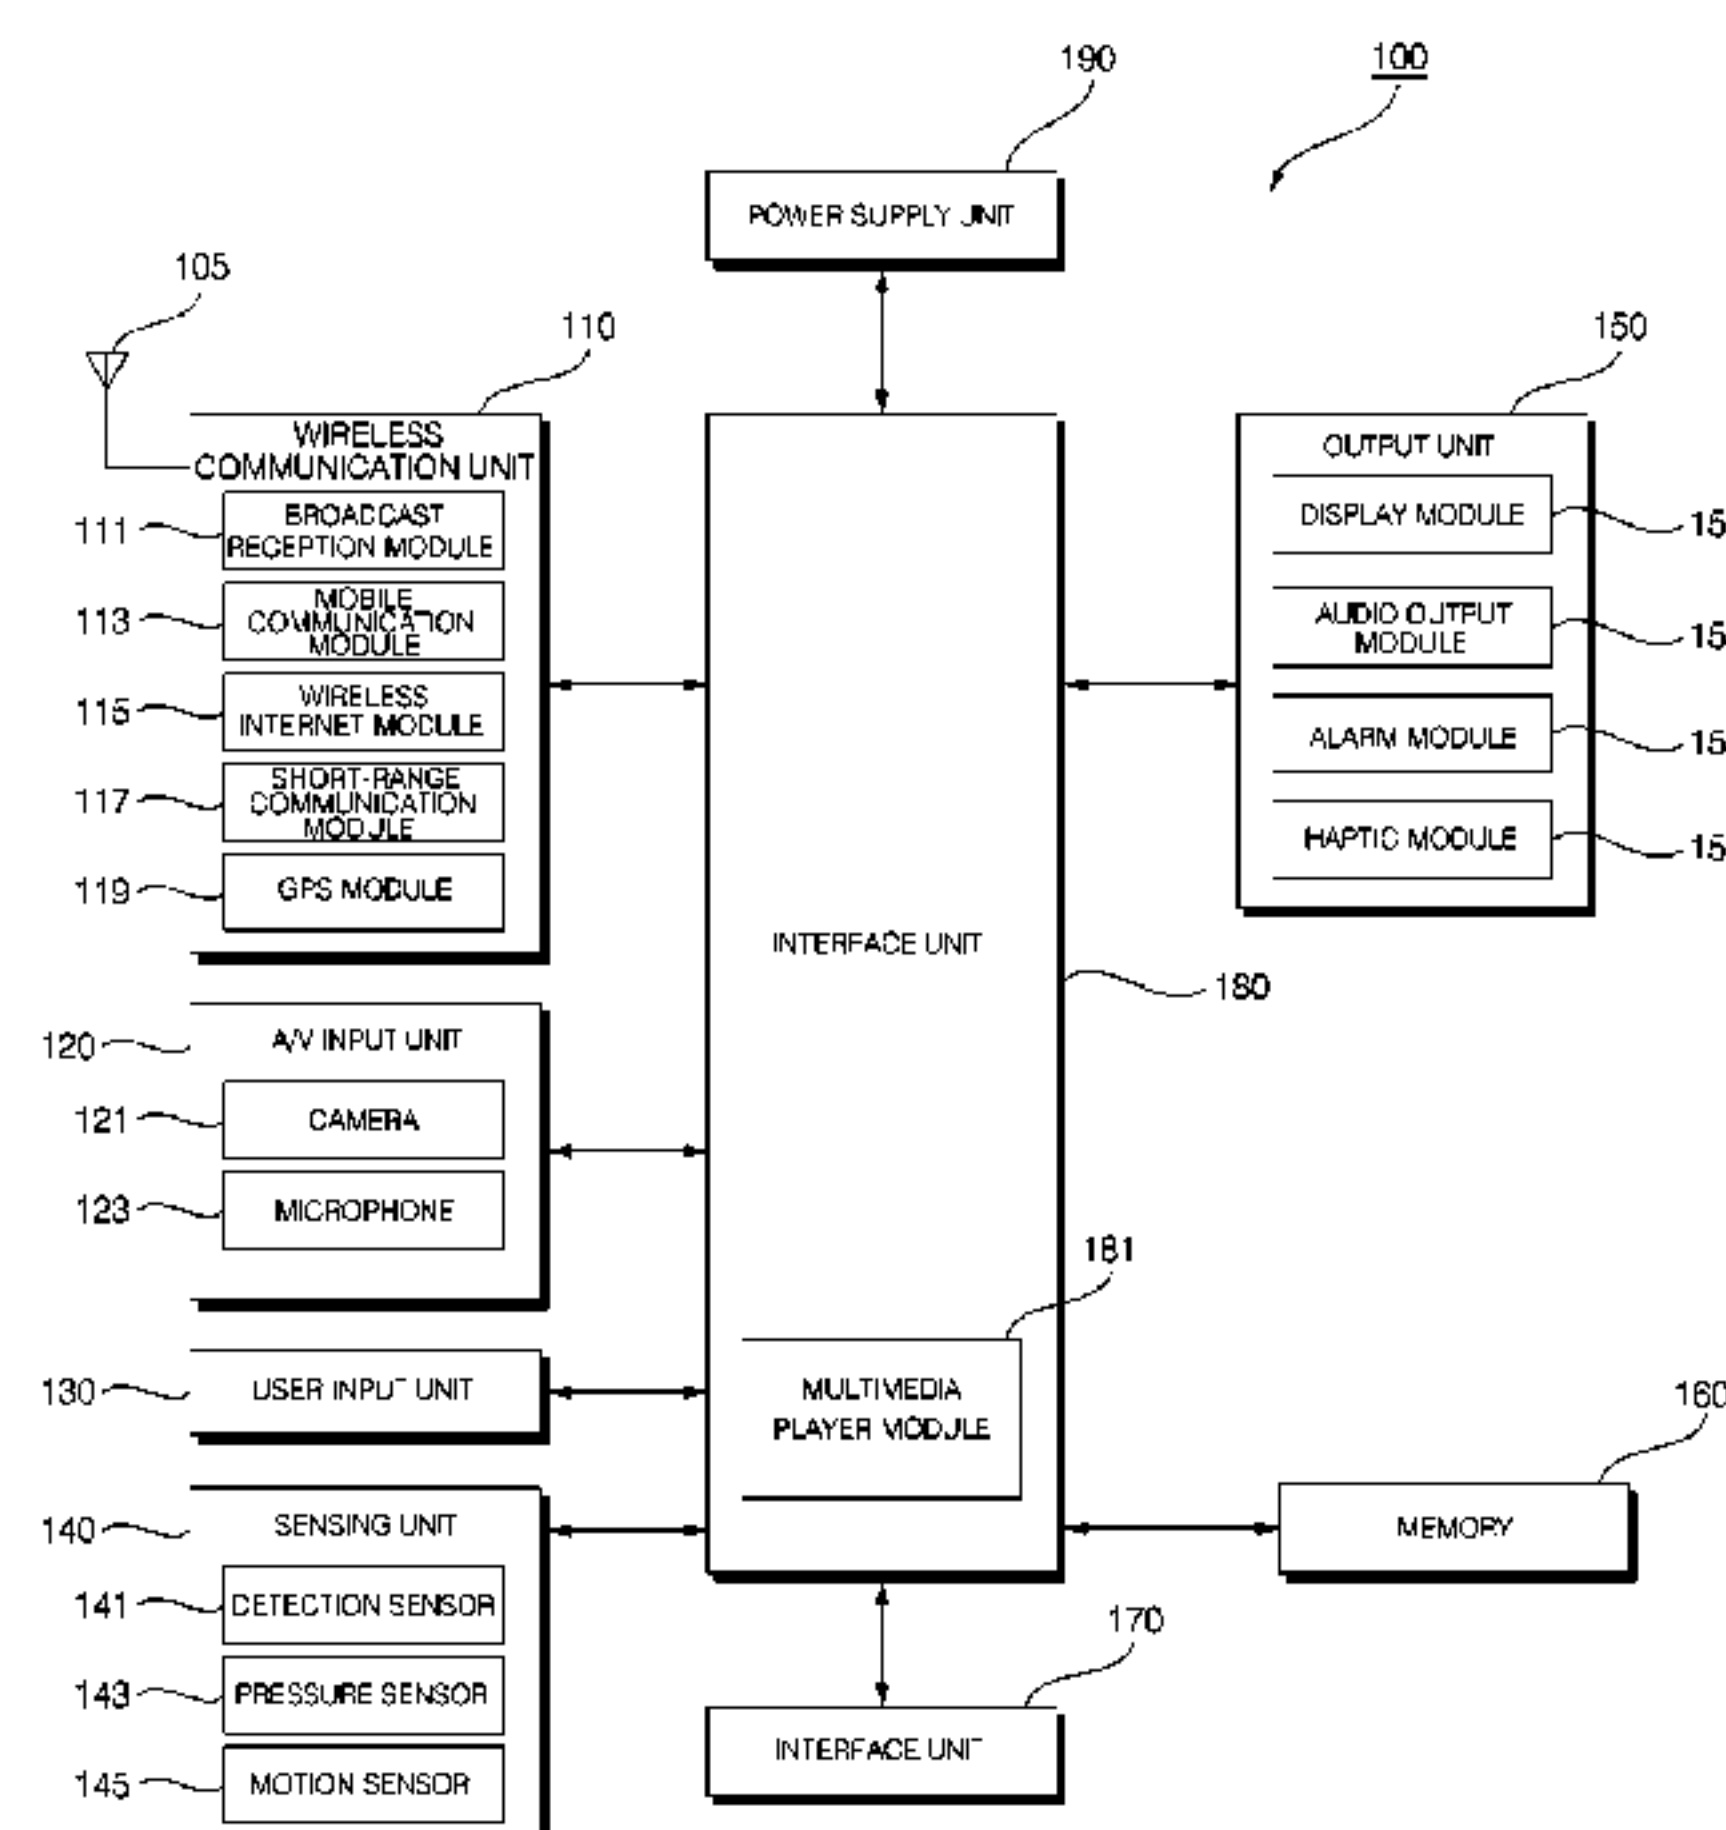 190
100
POWER SUPPLY UNIT
105
110
WIRELESS
COMMUNICATION UNIT
111
BROADCAST
RECEPTION MODULE
113
MOBILE
COMMUNICATION
MODULE
115
WIRELESS
INTERNET MODULE
117
SHORT-RANGE
COMMUNICATION
MODULE
119
GPS MODULE
120
A/V INPUT UNIT
121
CAMERA
123
MICROPHONE
130
USER INPUT UNIT
140
SENSING UNIT
141
DETECTION SENSOR
143
PRESSURE SENSOR
145
MOTION SENSOR
INTERFACE UNIT
180
181
MULTIMEDIA
PLAYER MODULE
150
OUTPUT UNIT
DISPLAY MODULE
15
AUDIO OUTPUT
MODULE
15
ALARM MODULE
15
HAPTIC MODULE
15
160
MEMORY
170
INTERFACE UNIT